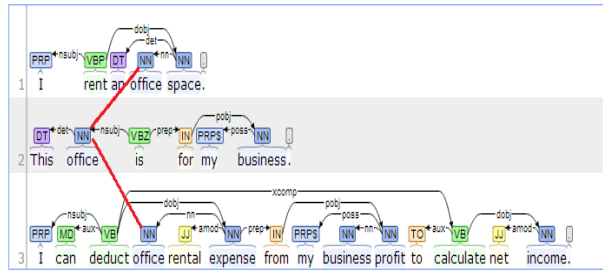 dobj
det
nn
nsubj
PRP VBP DT NN NN .
1 I rent an office space.
det nsubj prep pobj poss
DT NN VBZ IN PRP$ NN .
2 This office is for my business.
xcomp
dobj pobj
nsubj nn poss dobj
aux amod prep nn aux amod
PRP MD VB NN JJ NN IN PRP$ NN NN TO VB JJ NN .
3 I can deduct office rental expense from my business profit to calculate net income.